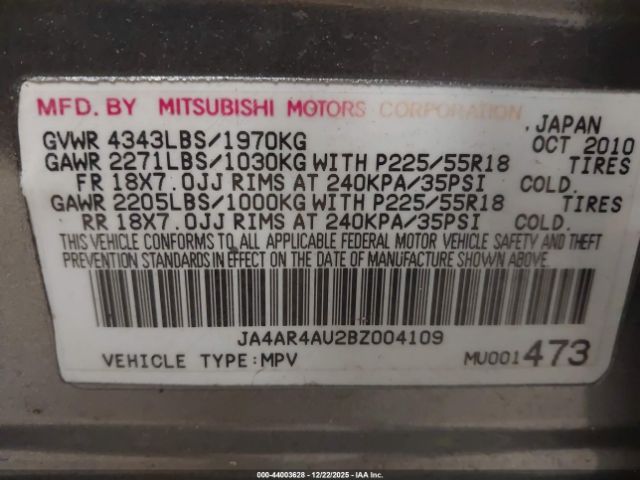 MFD. BY MITSUBISHI MOTORS CORPORATION
, JAPAN
GVWR 4343LBS/1970KG OCT 2010
GAWR 2271LBS/1030KG WITH P225/55R18 TIRES
FR 18X7.0JJ RIMS AT 240KPA/35PSI COLD.
GAWR 2205LBS/1000KG WITH P225/55R18 TIRES
RR 18X7.0JJ RIMS AT 240KPA/35PSI COLD.
THIS VEHICLE CONFORMS TO ALL APPLICABLE FEDERAL MOTOR VEHICLE SAFETY AND THEFT
PREVENTION STANDARDS IN EFFECT ON THE DATE OF MANUFACTURE SHOWN ABOVE.
JA4AR4AU2BZ004109
VEHICLE TYPE:MPV MU001473
000-44003628 - 12/22/2025 - IAAI, Inc.